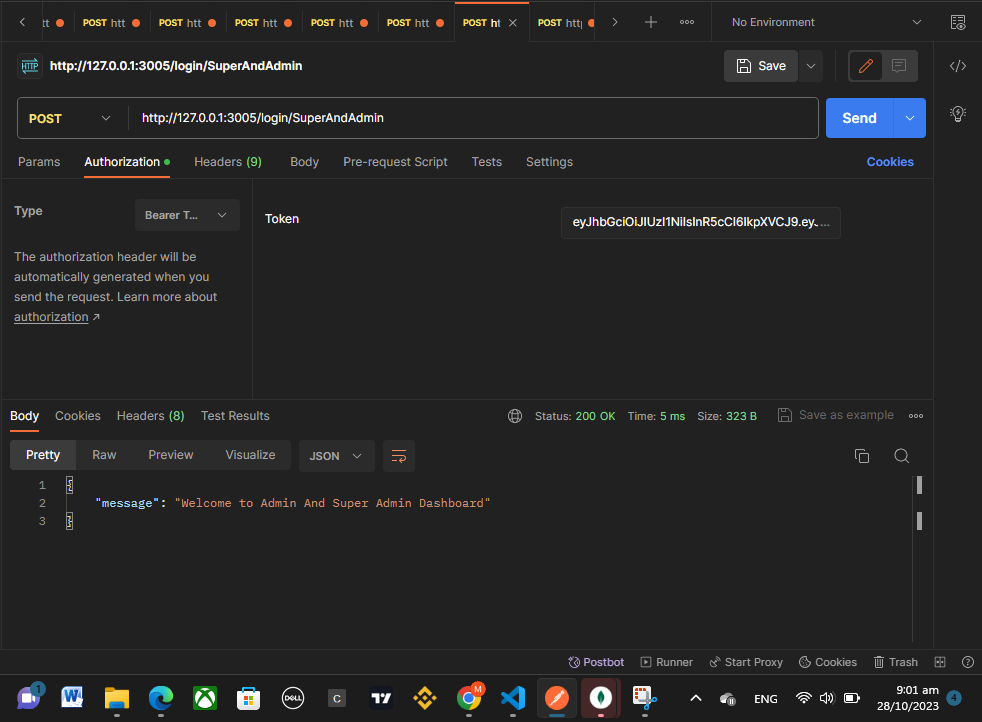 tt POST htt POST htt POST htt POST htt POST htt POST ht POST http No Environment
HTTP http://127.0.0.1:3005/login/SuperAndAdmin Save
POST http://127.0.0.1:3005/login/SuperAndAdmin Send
Params Authorization Headers (9) Body Pre-request Script Tests Settings Cookies
Type Bearer T... Token eyJhbGciOiJIUzI1NiIsInR5cCI6IkpXVCJ9.ey. ...
The authorization header will be
automatically generated when you
send the request. Learn more about
authorization ↗
Body Cookies Headers (8) Test Results Status: 200 OK Time: 5 ms Size: 323 B Save as example
Pretty Raw Preview Visualize JSON
1 {
2 "message": "Welcome to Admin And Super Admin Dashboard"
3 }
Postbot Runner Start Proxy Cookies Trash
1 W DELL C M ENG 9:01 am 4
28/10/2023